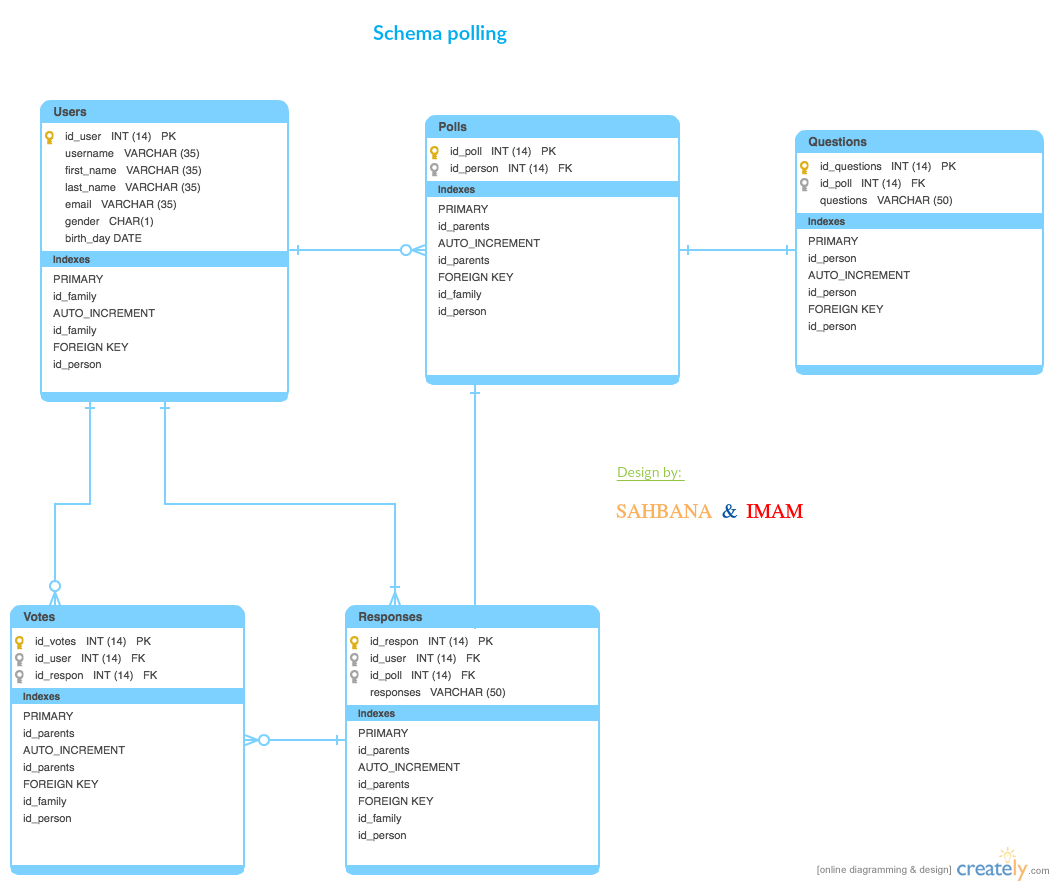 Schema polling
Users
id_user INT (14) PK
username VARCHAR (35)
first_name VARCHAR (35)
last_name VARCHAR (35)
email VARCHAR (35)
gender CHAR(1)
birth_day DATE
Indexes
PRIMARY
id_family
AUTO_INCREMENT
id_family
FOREIGN KEY
id_person
Polls
id_poll INT (14) PK
id_person INT (14) FK
Indexes
PRIMARY
id_parents
AUTO_INCREMENT
id_parents
FOREIGN KEY
id_family
id_person
Questions
id_questions INT (14) PK
id_poll INT (14) FK
questions VARCHAR (50)
Indexes
PRIMARY
id_person
AUTO_INCREMENT
id_person
FOREIGN KEY
id_person
Design by:
SAHBANA & IMAM
Votes
id_votes INT (14) PK
id_user INT (14) FK
id_respon INT (14) FK
Indexes
PRIMARY
id_parents
AUTO_INCREMENT
id_parents
FOREIGN KEY
id_family
id_person
Responses
id_respon INT (14) PK
id_user INT (14) FK
id_poll INT (14) FK
responses VARCHAR (50)
Indexes
PRIMARY
id_parents
AUTO_INCREMENT
id_parents
FOREIGN KEY
id_family
id_person
[online diagramming & design] creately.com